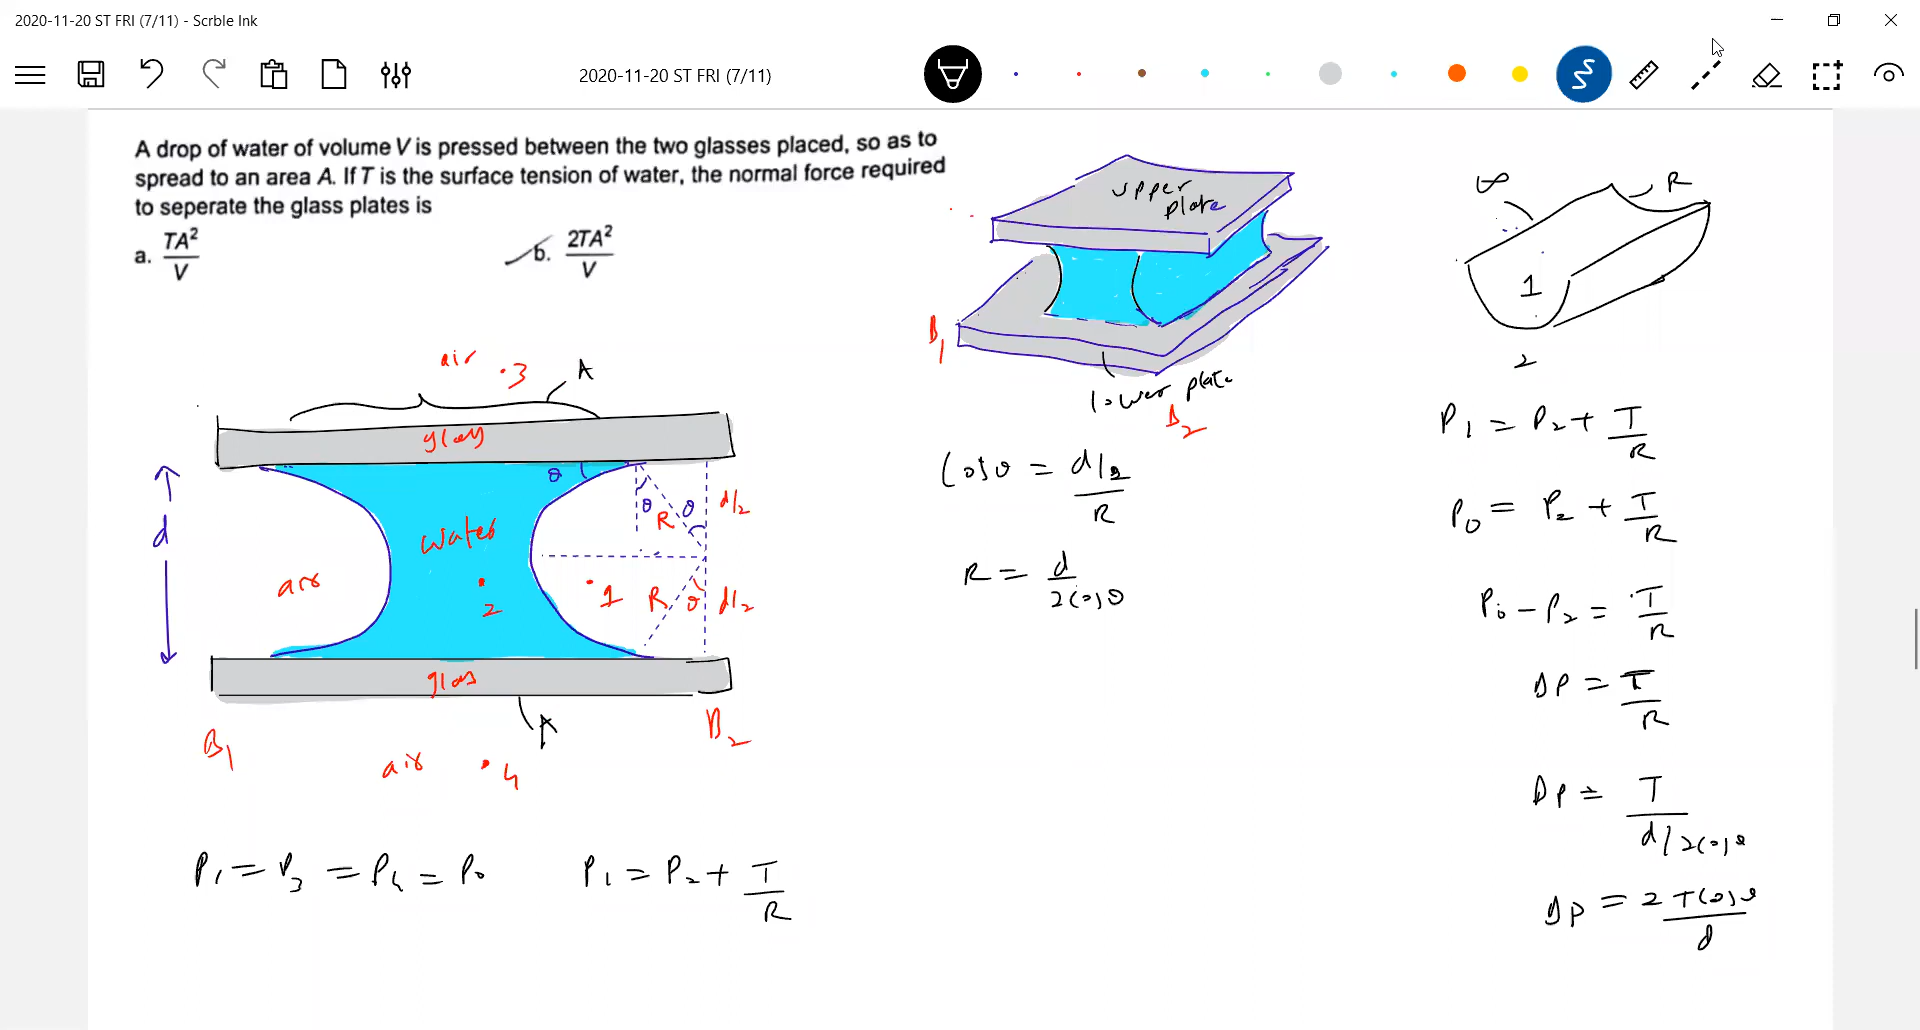 2020-11-20 ST FRI (7/11) - Scrble Ink
2020-11-20 ST FRI (7/11)
A drop of water of volume V is pressed between the two glasses placed, so as to
spread to an area A. If T is the surface tension of water, the normal force required
to seperate the glass plates is
a. TA²/V
b. 2TA²/V
upper
plate
B1
lower plate
B2
∞
R
1
2
air
.3
A
glass
θ
θ
θ
R
d/2
d
water
air
.2
.1
R
θ
d/2
glass
A
B1
B2
air
.4
P1 = P3 = P4 = P0
P1 = P2 + T/R
Cosθ = d/2 / R
R = d / 2cosθ
P1 = P2 + T/R
P0 = P2 + T/R
P0 - P2 = T/R
ΔP = T/R
ΔP = T / d/2cosθ
ΔP = 2Tcosθ / d